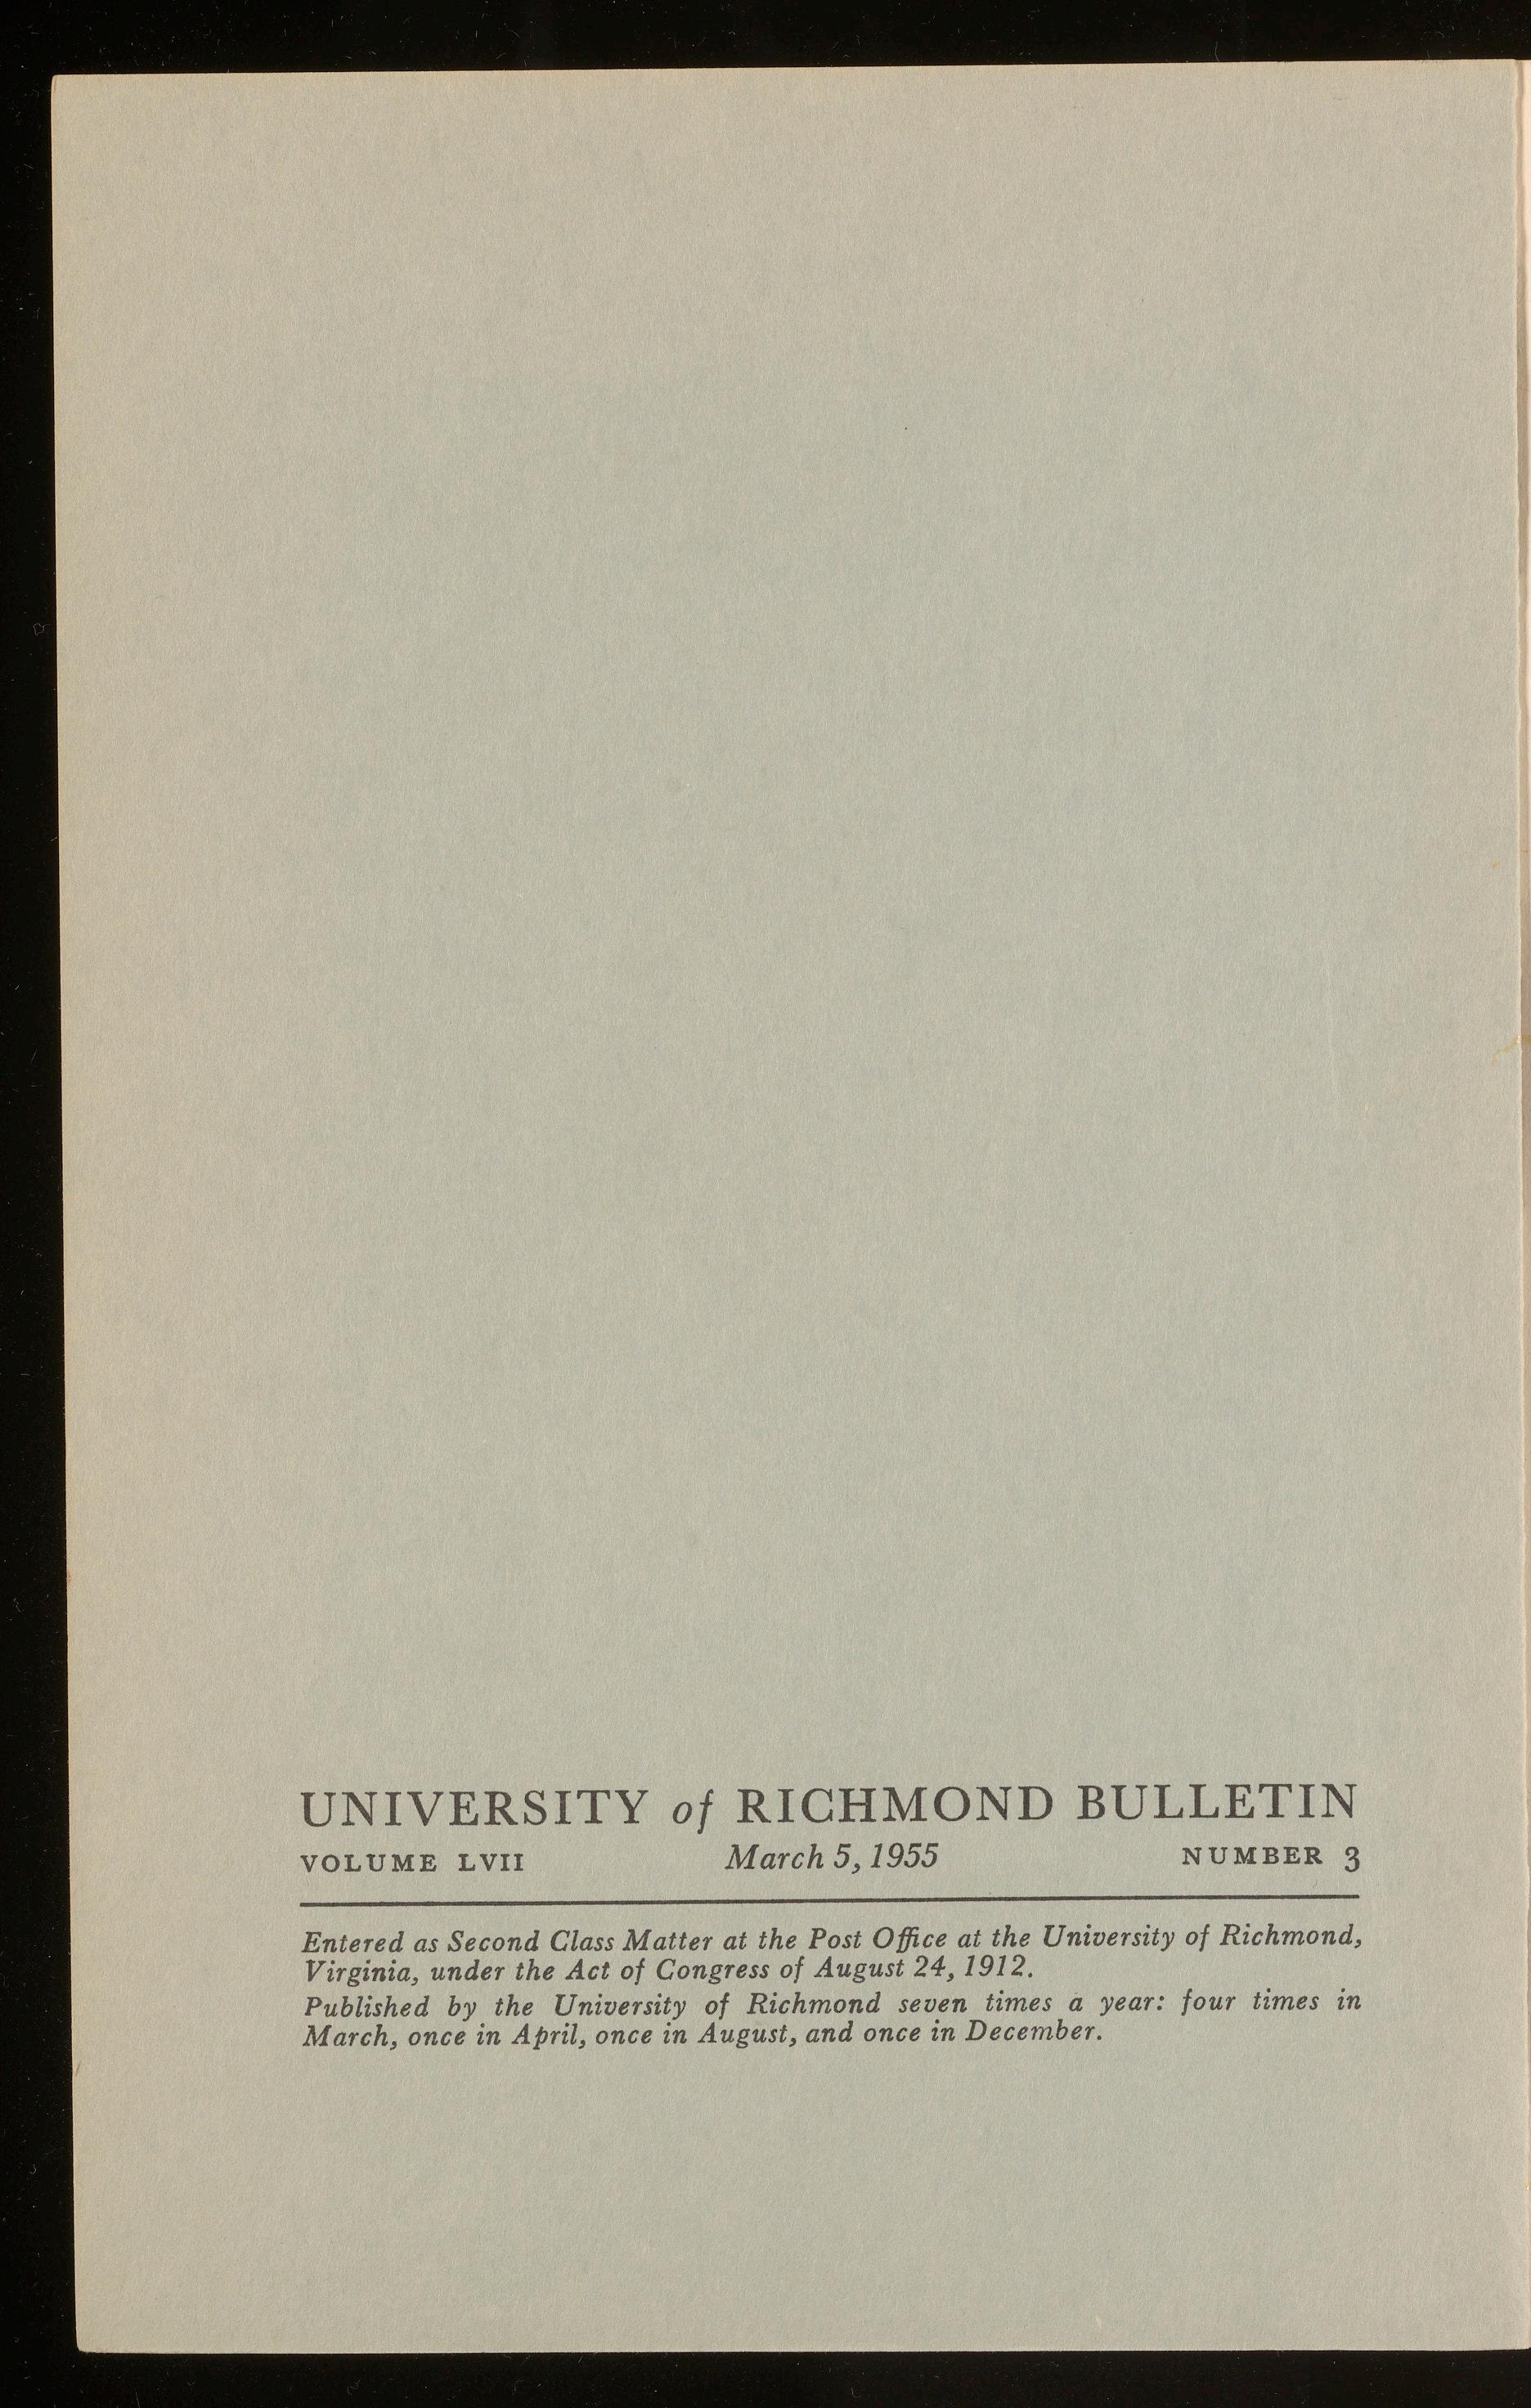 UNIVERSITY of RICHMOND BULLETIN
VOLUME LVII March 5, 1955 NUMBER 3
Entered as Second Class Matter at the Post Office at the University of Richmond,
Virginia, under the Act of Congress of August 24, 1912.
Published by the University of Richmond seven times a year: four times in
March, once in April, once in August, and once in December.